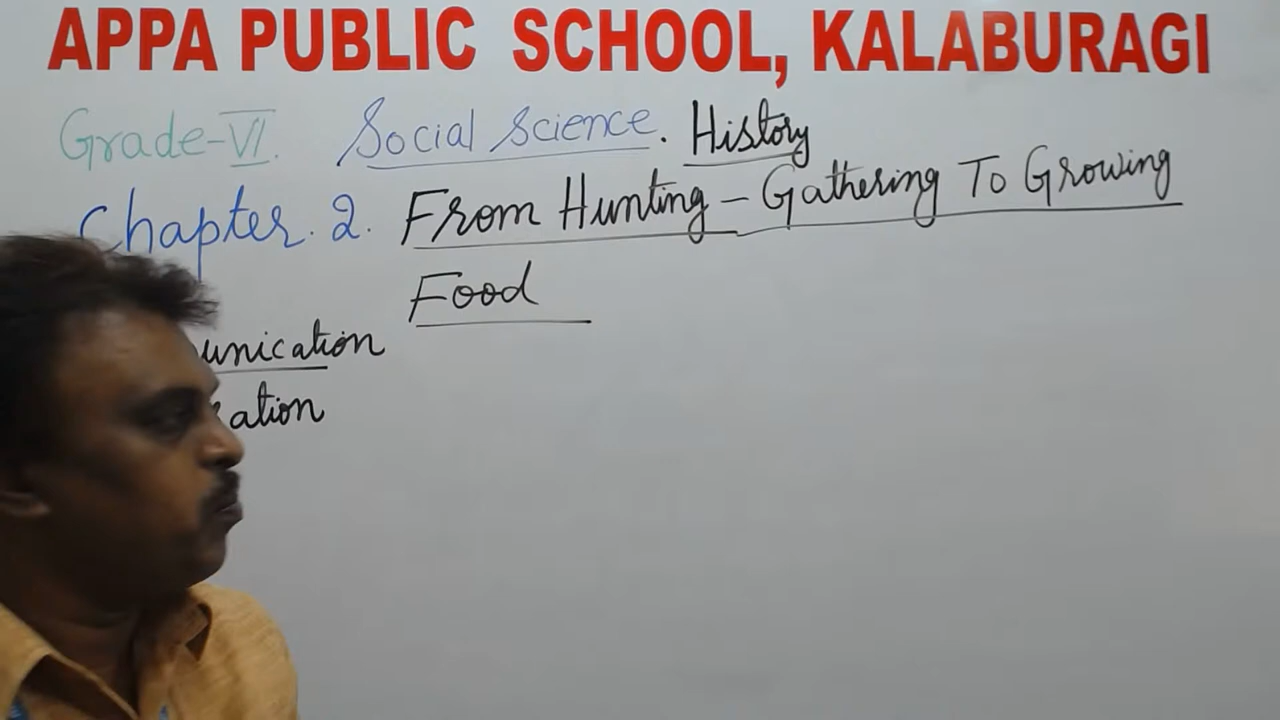 APPA PUBLIC SCHOOL, KALABURAGI
Grade-VI. Social Science. History
Chapter. 2. From Hunting - Gathering To Growing
Food
unication
ation